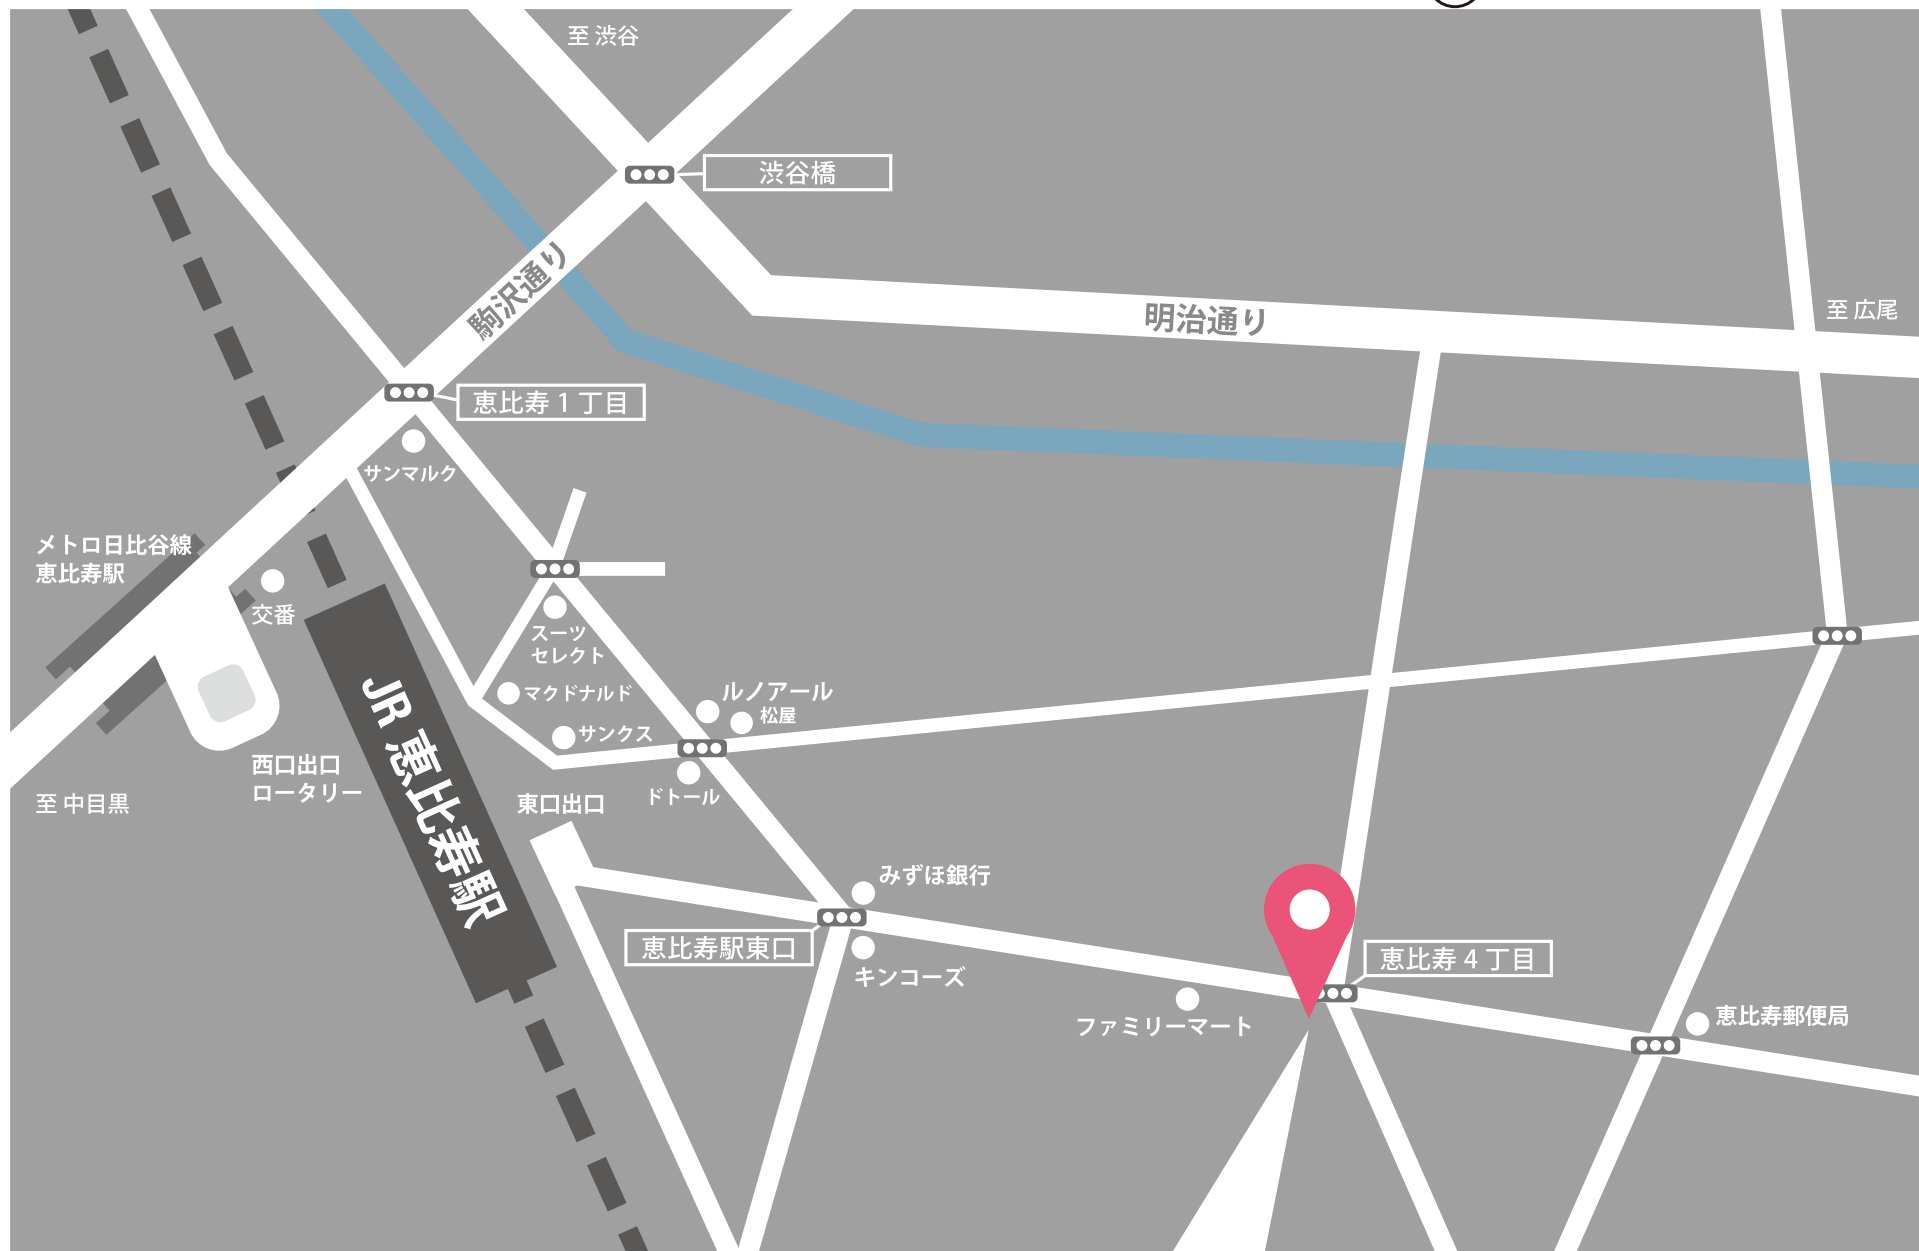 至 渋谷
渋谷橋
駒沢通り
明治通り
至 広尾
恵比寿 1 丁目
サンマルク
メトロ日比谷線
恵比寿駅
交番
スーツ
セレクト
マクドナルド
ルノアール
松屋
サンクス
JR 恵比寿駅
西口出口
ロータリー
至 中目黒
東口出口
ドトール
みずほ銀行
恵比寿駅東口
キンコーズ
恵比寿 4 丁目
ファミリーマート
恵比寿郵便局